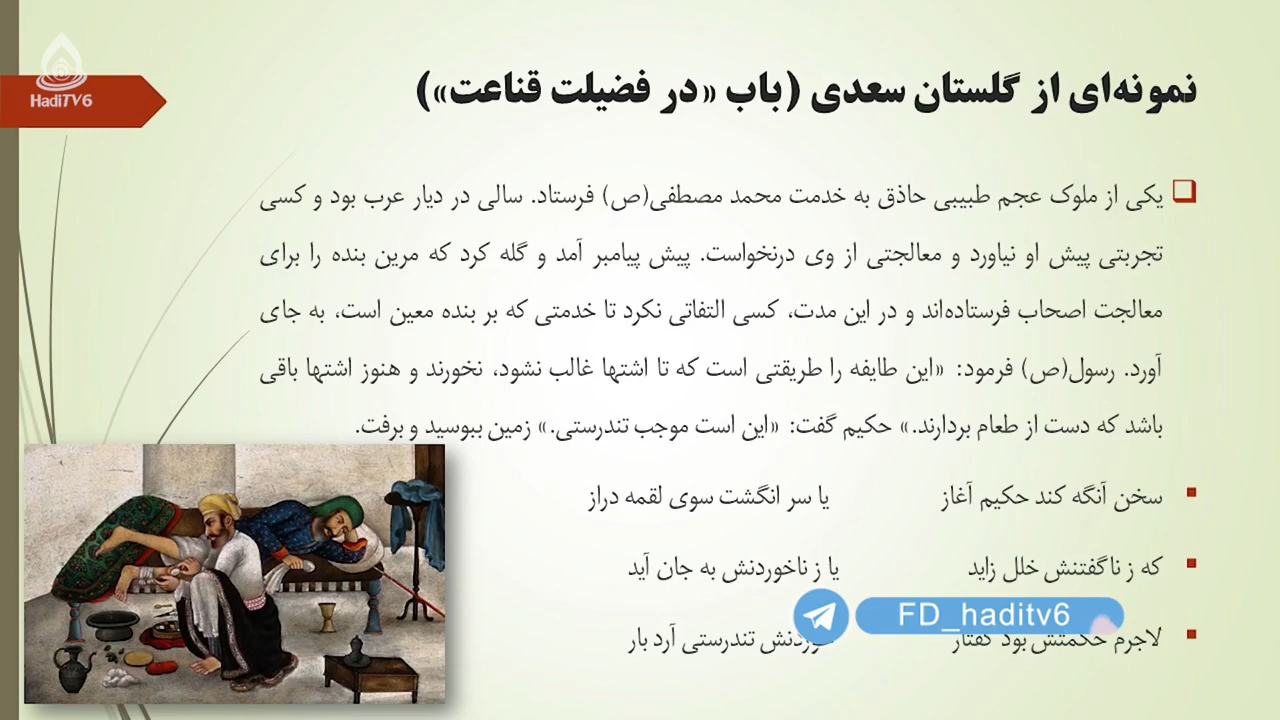 HadiTV6
نمونه‌ای از گلستان سعدی (باب «در فضیلت قناعت»)
یکی از ملوک عجم طبیبی حاذق به خدمت محمد مصطفی(ص) فرستاد. سالی در دیار عرب بود و کسی
تجربتی پیش او نیاورد و معالجتی از وی درنخواست. پیش پیامبر آمد و گله کرد که مرین بنده را برای
معالجت اصحاب فرستاده‌اند و در این مدت، کسی التفاتی نکرد تا خدمتی که بر بنده معین است، به جای
آورد. رسول(ص) فرمود: «این طایفه را طریقتی است که تا اشتها غالب نشود، نخورند و هنوز اشتها باقی
باشد که دست از طعام بردارند.» حکیم گفت: «این است موجب تندرستی.» زمین ببوسید و برفت.
سخن آنگه کند حکیم آغاز یا سر انگشت سوی لقمه دراز
که ز ناگفتنش خلل زاید یا ز ناخوردنش به جان آید
FD_haditv6
لاجرم حکمتش بود گفتار خوردنش تندرستی آرد بار